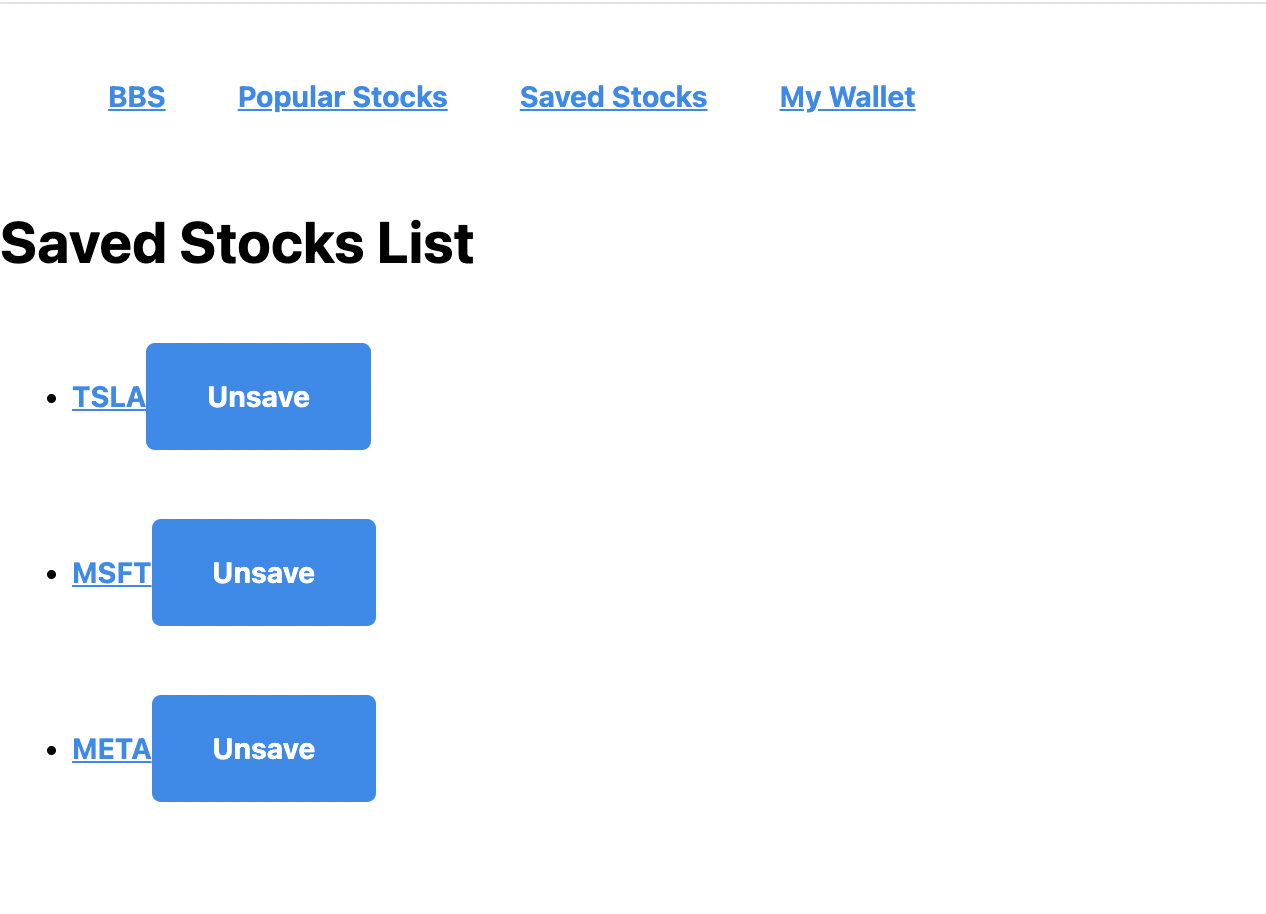 BBS Popular Stocks Saved Stocks My Wallet
Saved Stocks List
TSLA Unsave
MSFT Unsave
META Unsave